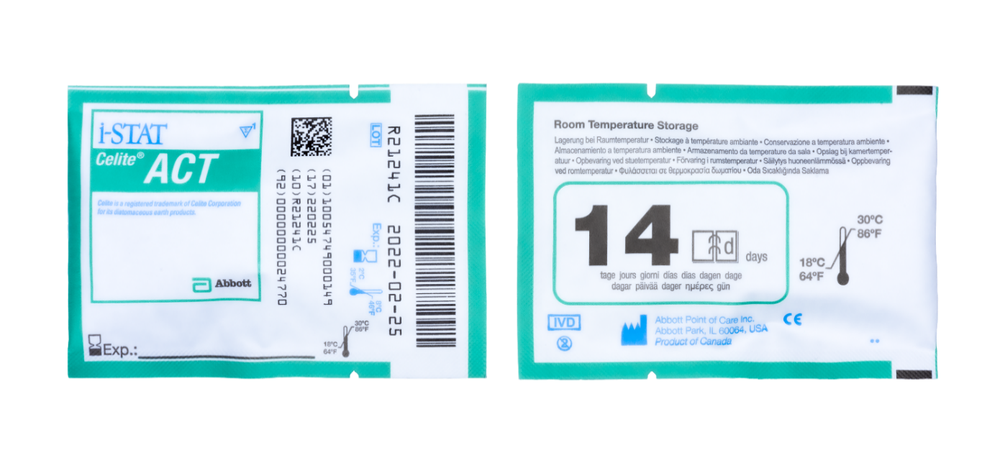 i-STAT
1
Celite® ACT
Celite is a registered trademark of Celite Corporation
for its diatomaceous earth products.
Abbott
Exp.:
(01)10054749000149
(17)220225
(10)R21241C
(92)0000000024770
LOT R21241C
Exp.: 2022-02-25
2°C
35°F
8°C
46°F
30°C
86°F
18°C
64°F
Room Temperature Storage
Lagerung bei Raumtemperatur • Stockage à température ambiante • Conservazione a temperatura ambiente •
Almacenamiento a temperatura ambiente • Armazenamento da temperature da sala • Opslag bij kamertemper-
atuur • Opbevaring ved stuetemperatur • Förvaring i rumstemperatur • Säilytys huoneenlämmössä • Oppbevaring
ved romtemperatur • Φυλάσσεται σε θερμοκρασία δωματίου • Oda Sıcaklığında Saklama
14 d days
tage jours giorni días dias dagen dage
dagar päivää dager ημέρες gün
30°C
86°F
18°C
64°F
IVD
2
Abbott Point of Care Inc.
Abbott Park, IL 60064, USA
Product of Canada
CE